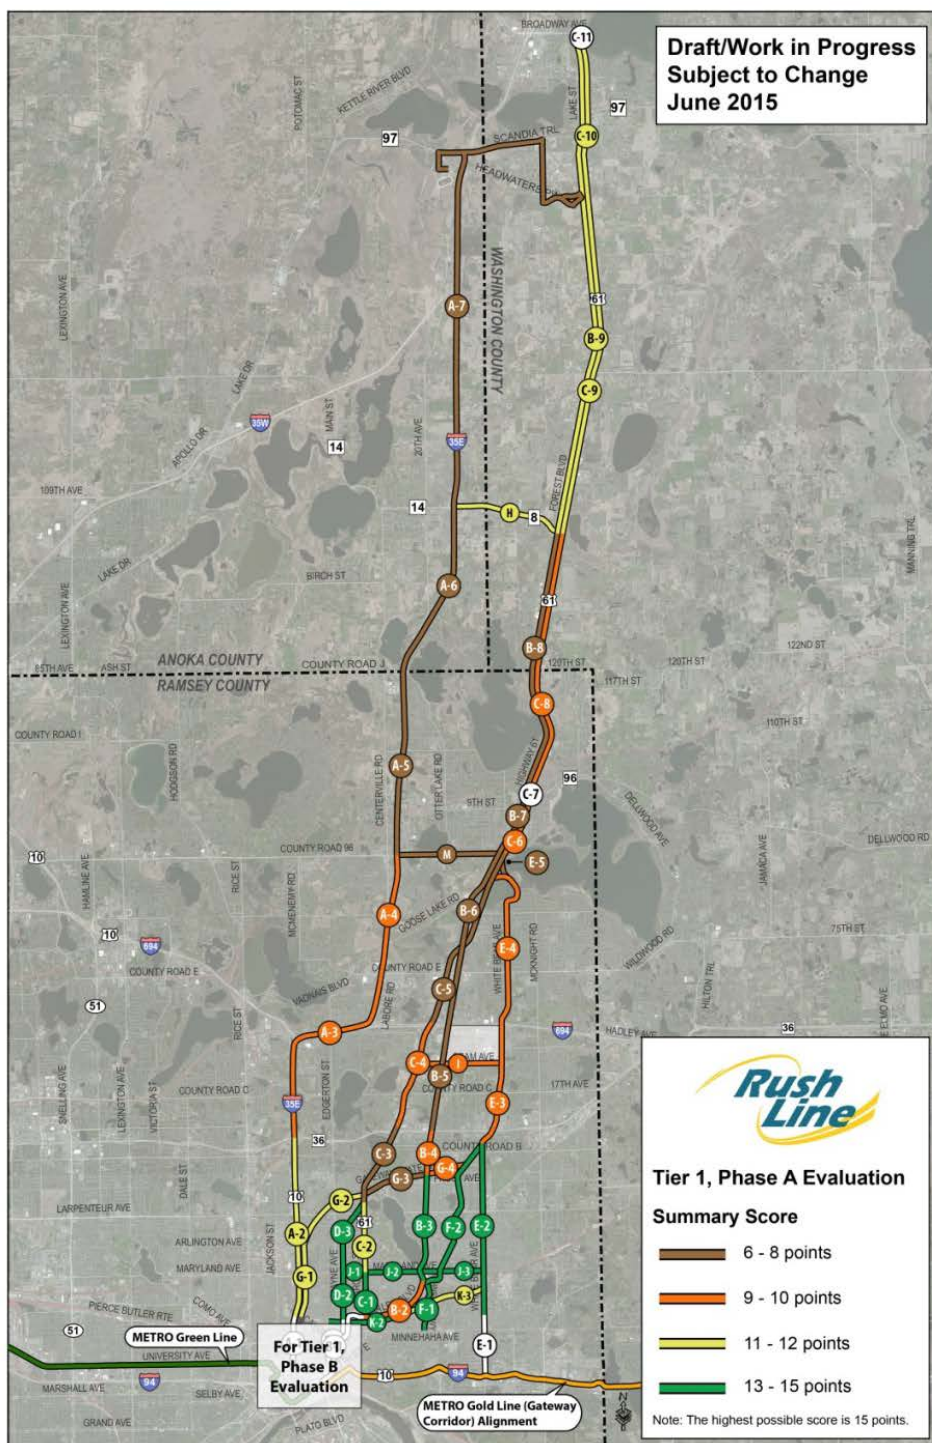 BROADWAY AVE
C-11
Draft/Work in Progress
Subject to Change
June 2015
POTOMAC ST
KETTLE RIVER BLVD
LAKE ST
97
97
SCANDIA TRL
C-10
HEADWATERS
WASHINGTON COUNTY
LEXINGTON AVE
A-7
61
B-9
LAKE DR
C-9
MAIN ST
35W
20TH AVE
35E
APOLLO DR
14
FOREST BLVD
109TH AVE
14
H
8
LAKE DR
MANNING TRL
BIRCH ST
A-6
LEXINGTON AVE
61
B-8
122ND ST
ANOKA COUNTY
85TH AVE
ASH ST
COUNTY ROAD J
120TH ST
120TH ST
RAMSEY COUNTY
117TH ST
C-8
COUNTY ROAD I
110TH ST
HODGSON RD
CENTERVILLE RD
A-5
OTTER LAKE RD
HIGHWAY 61
96
C-7
9TH ST
B-7
DELLWOOD AVE
DELLWOOD RD
C-6
10
COUNTY ROAD 96
M
E-5
HAMLINE AVE
RICE ST
MCMENEMY RD
JAMACA AVE
A-4
GOOSE LAKE RD
B-6
10
694
WHITE BEAR AVE
E-4
MCKNIGHT RD
WILDWOOD RD
75TH ST
COUNTY ROAD E
COUNTY ROAD E
VADNAIS BLVD
C-5
HILTON TRL
51
LABORE RD
RICE ST
A-3
694
HADLEY AVE
36
C-4
I
B-5
COUNTY ROAD C
COUNTY ROAD C
17TH AVE
SNELLING AVE
LEXINGTON AVE
VICTORIA ST
35E
EDGERTON ST
E-3
Rush
Line
36
C-3
B-4
COUNTY ROAD B
G-4
DALE ST
G-3
Tier 1, Phase A Evaluation
10
G-2
LARPENTEUR AVE
Summary Score
JACKSON ST
61
A-2
D-3
B-3
F-2
E-2
ARLINGTON AVE
C-2
6 - 8 points
MARYLAND AVE
G-1
J-1
J-2
J-3
D-2
C-1
K-3
9 - 10 points
PIERCE BUTLER RTE
COMO AVE
B-2
F-1
51
METRO Green Line
K-2
MINNEHAHA AVE
E-1
11 - 12 points
For Tier 1,
Phase B
Evaluation
UNIVERSITY AVE
10
94
MARSHALL AVE
94
SELBY AVE
METRO Gold Line (Gateway
Corridor) Alignment
13 - 15 points
GRAND AVE
PLATO BLVD
N
Note: The highest possible score is 15 points.